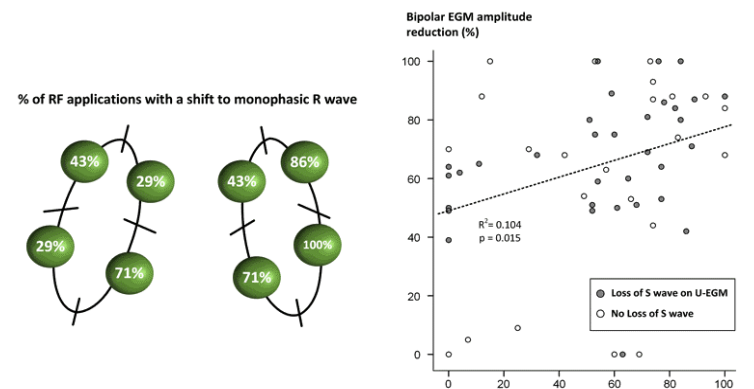 % of RF applications with a shift to monophasic R wave
43%
29%
29%
71%
43%
86%
100%
71%
Bipolar EGM amplitude
reduction (%)
100
80
60
40
20
0
R²= 0.104
p = 0.015
Loss of S wave on U-EGM
No Loss of S wave
0
20
40
60
80
100